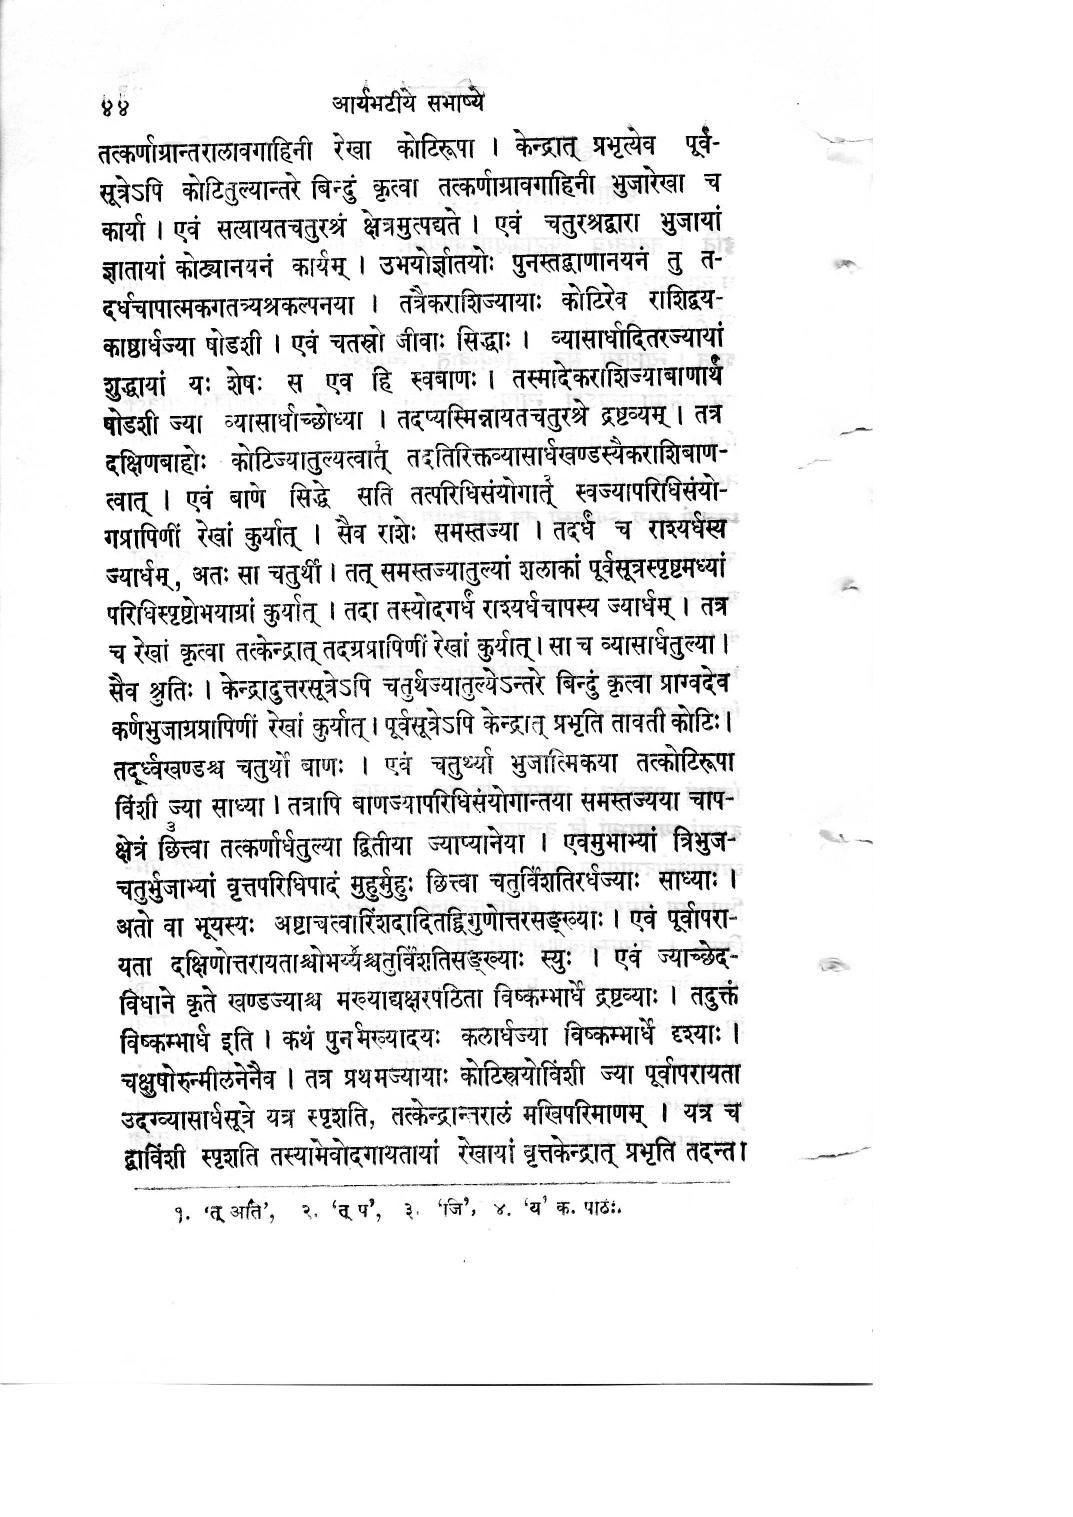 ४४ आर्यभटीये सभाष्ये
तत्कर्णाग्रान्तरालावगाहिनी रेखा कोटिरूपा । केन्द्रात् प्रभृत्येव पूर्व-
सूत्रेऽपि कोटितुल्यान्तरे बिन्दुं कृत्वा तत्कर्णाग्रावगाहिनी भुजारेखा च
कार्या । एवं सत्यायतचतुरश्रं क्षेत्रमुत्पद्यते । एवं चतुरश्रद्वारा भुजायां
ज्ञातायां कोट्यानयनं कार्यम् । उभयोर्ज्ञातयोः पुनस्तद्बाणानयनं तु त-
दर्धचापात्मकगतत्र्यश्रकल्पनया । तत्रैकराशिज्यायाः कोटिरेव राशिद्वय-
काष्ठार्धज्या षोडशी । एवं चतस्रो जीवाः सिद्धाः । व्यासार्धादितरज्यायां
शुद्धायां यः शेषः स एव हि स्वबाणः । तस्मादेकराशिज्याबाणार्थं
षोडशी ज्या व्यासार्धाच्छोध्या । तदप्यस्मिन्नायतचतुरश्रे द्रष्टव्यम् । तत्र
दक्षिणबाहोः कोटिज्यातुल्यत्वात्१ तदतिरिक्तव्यासार्धखण्डस्यैकराशिबाण-
त्वात् । एवं बाणे सिद्धे सति तत्परिधिसंयोगात्२ स्वज्यापरिधिसंयो-
गप्रापिणीं रेखां कुर्यात् । सैव राशेः समस्तज्या । तदर्धं च राश्यर्धस्य
ज्यार्धम्, अतः सा चतुर्थी । तत् समस्तज्यातुल्यां शलाकां पूर्वसूत्रस्पृष्टमध्यां
परिधिस्पृष्टोभयाग्रां कुर्यात् । तदा तस्योदगर्धं राश्यर्धचापस्य ज्यार्धम् । तत्र
च रेखां कृत्वा तत्केन्द्रात् तदग्रप्रापिणीं रेखां कुर्यात् । सा च व्यासार्धतुल्या ।
सैव श्रुतिः । केन्द्रादुत्तरसूत्रेऽपि चतुर्थज्यातुल्येऽन्तरे बिन्दुं कृत्वा प्राग्वदेव
कर्णभुजाग्रप्रापिणीं रेखां कुर्यात् । पूर्वसूत्रेऽपि केन्द्रात् प्रभृति तावती कोटिः ।
तदूर्ध्वखण्डश्च चतुर्थो बाणः । एवं चतुर्थ्या भुजात्मिकया तत्कोटिरूपा
विंशी ज्या साध्या । तत्रापि बाणज्यापरिधिसंयोगान्तया समस्तज्यया चाप-
क्षेत्रं छित्त्वा३ तत्कर्णार्धतुल्या द्वितीया ज्याप्यानेया । एवमुभाभ्यां त्रिभुज-
चतुर्भुजाभ्यां वृत्तपरिधिपादं मुहुर्मुहुः छित्त्वा चतुर्विंशतिरर्धज्याः साध्याः ।
अतो वा भूयस्यः अष्टाचत्वारिंशदादितद्विगुणोत्तरसङ्ख्याः । एवं पूर्वापरा-
यता दक्षिणोत्तरायताश्चोभय्य४श्चतुर्विंशतिसङ्ख्याः स्युः । एवं ज्याच्छेद-
विधाने कृते खण्डज्याश्च मख्याद्यक्षरपठिता विष्कम्भार्धे द्रष्टव्याः । तदुक्तं
विष्कम्भार्ध इति । कथं पुनर्मख्यादयः कलार्धज्या विष्कम्भार्धे दृश्याः ।
चक्षुषोरुन्मीलनेनैव । तत्र प्रथमज्यायाः कोटिस्त्रयोविंशी ज्या पूर्वापरायता
उदग्व्यासार्धसूत्रे यत्र स्पृशति, तत्केन्द्रान्तरालं मखिपरिमाणम् । यत्र च
द्वाविंशी स्पृशति तस्यामेवोदगायतायां रेखायां वृत्तकेन्द्रात् प्रभृति तदन्त।
१. 'त् अति', २. 'त् प', ३. 'जि', ४. 'य' क. पाठः.